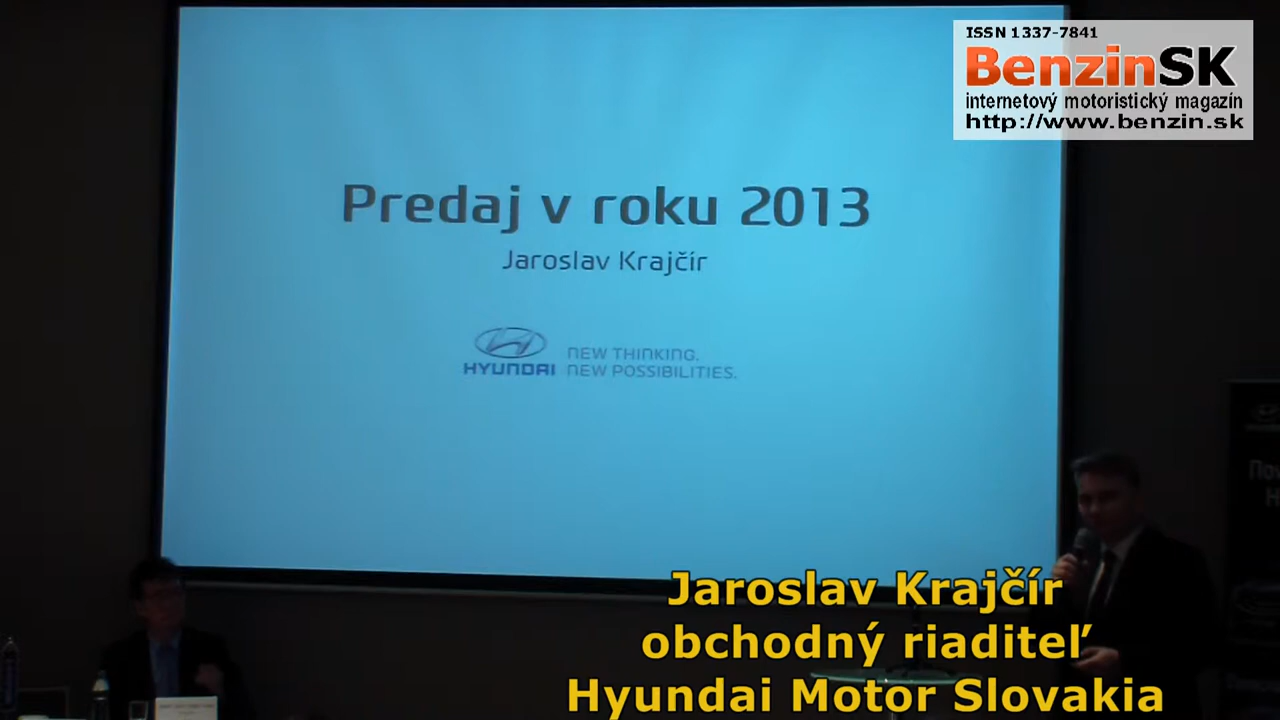 ISSN 1337-7841
BenzinSK
internetový motoristický magazín
http://www.benzin.sk
Predaj v roku 2013
Jaroslav Krajčír
HYUNDAI
NEW THINKING.
NEW POSSIBILITIES.
Jaroslav Krajčír
obchodný riaditeľ
Hyundai Motor Slovakia